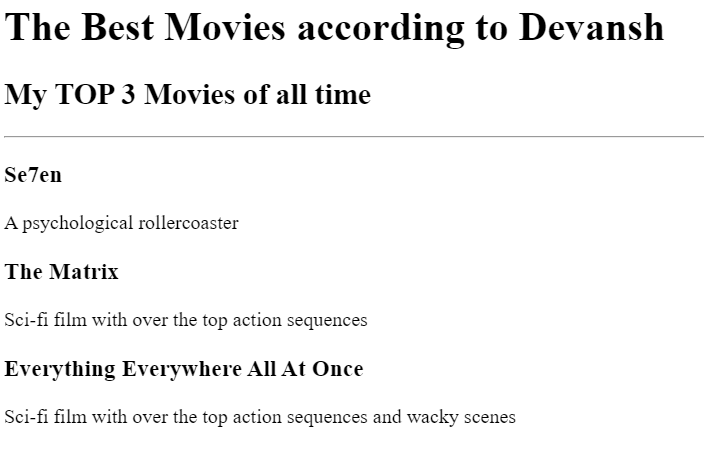 The Best Movies according to Devansh
My TOP 3 Movies of all time
Se7en
A psychological rollercoaster
The Matrix
Sci-fi film with over the top action sequences
Everything Everywhere All At Once
Sci-fi film with over the top action sequences and wacky scenes